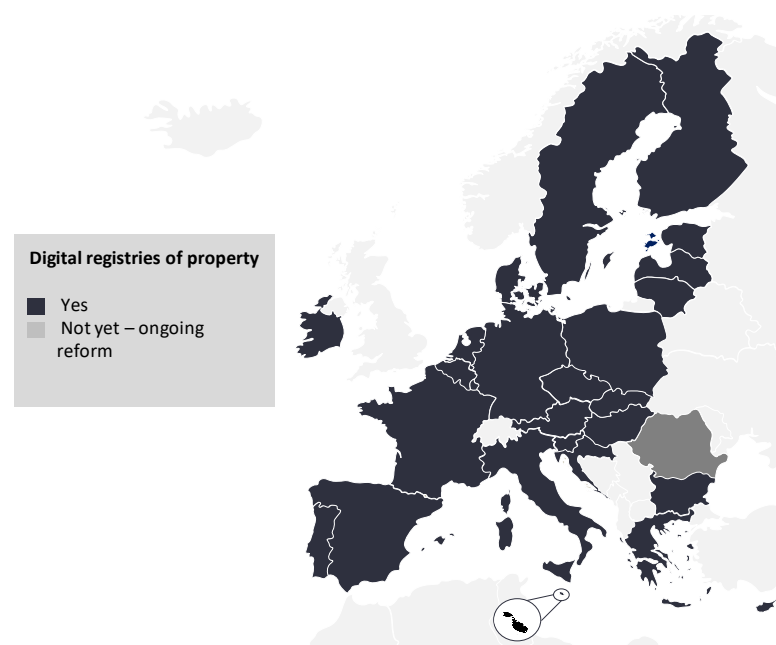 Digital registries of property
Yes
Not yet – ongoing
reform